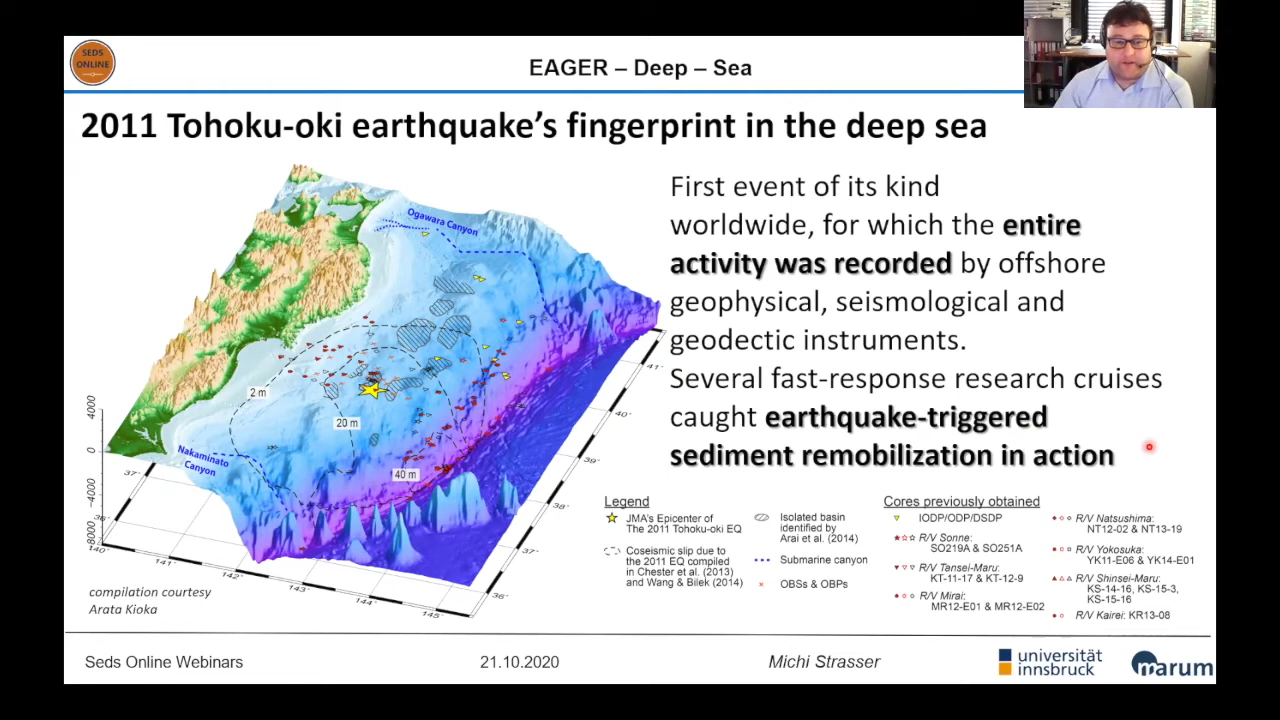 SEDS
ONLINE
EAGER – Deep – Sea
2011 Tohoku-oki earthquake’s fingerprint in the deep sea
First event of its kind
worldwide, for which the entire
activity was recorded by offshore
geophysical, seismological and
geodectic instruments.
Several fast-response research cruises
caught earthquake-triggered
sediment remobilization in action
Ogawara Canyon
2 m
20 m
40 m
Nakaminato
Canyon
4000
0
-4000
-8000
140°
141°
142°
143°
144°
145°
36°
37°
41°
40°
39°
38°
37°
36°
compilation courtesy
Arata Kioka
Legend
JMA's Epicenter of
The 2011 Tohoku-oki EQ
Coseismic slip due to
the 2011 EQ compiled
in Chester et al. (2013)
and Wang & Bilek (2014)
Isolated basin
identified by
Arai et al. (2014)
Submarine canyon
OBSs & OBPs
Cores previously obtained
IODP/ODP/DSDP
R/V Sonne:
SO219A & SO251A
R/V Tansei-Maru:
KT-11-17 & KT-12-9
R/V Mirai:
MR12-E01 & MR12-E02
R/V Natsushima:
NT12-02 & NT13-19
R/V Yokosuka:
YK11-E06 & YK14-E01
R/V Shinsei-Maru:
KS-14-16, KS-15-3,
KS-15-16
R/V Kairei: KR13-08
Seds Online Webinars
21.10.2020
Michi Strasser
universität
innsbruck
marum